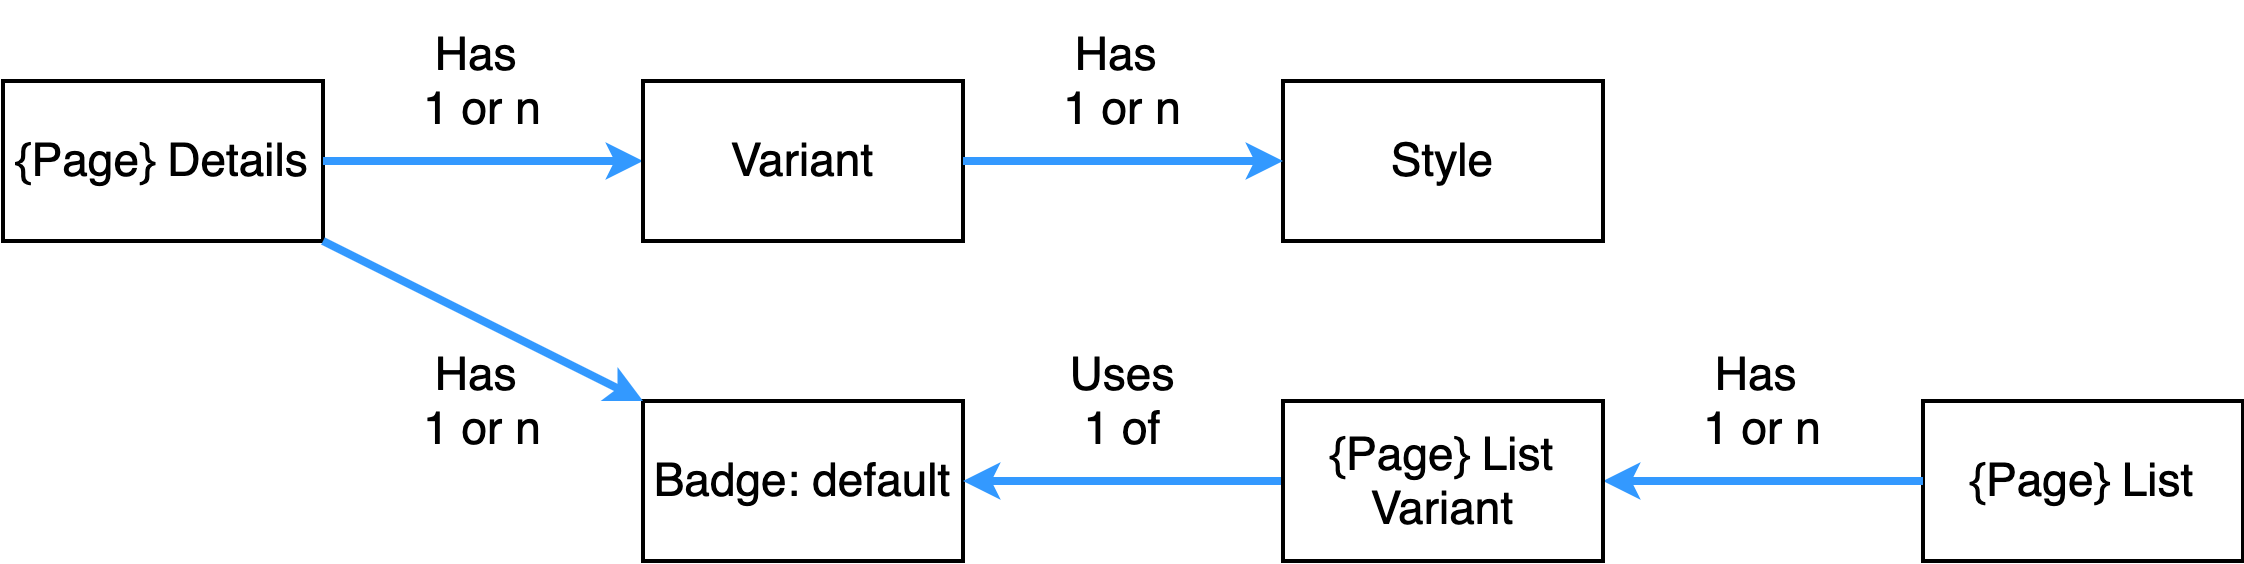 Has
1 or n
Has
1 or n
{Page} Details
Variant
Style
Has
1 or n
Uses
1 of
Has
1 or n
Badge: default
{Page} List
Variant
{Page} List